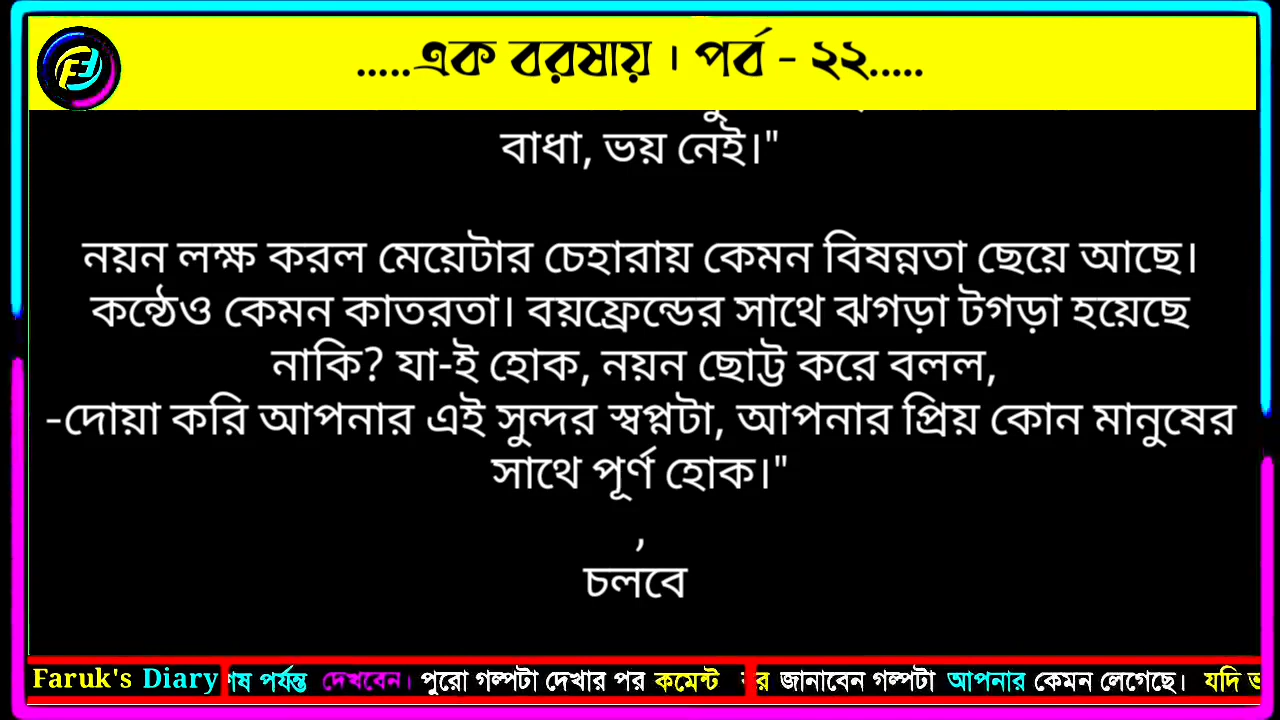 .....এক বরষায় । পর্ব - ২২.....
বাধা, ভয় নেই।"
নয়ন লক্ষ করল মেয়েটার চেহারায় কেমন বিষন্নতা ছেয়ে আছে।
কন্ঠেও কেমন কাতরতা। বয়ফ্রেন্ডের সাথে ঝগড়া টগড়া হয়েছে
নাকি? যা-ই হোক, নয়ন ছোট্ট করে বলল,
-দোয়া করি আপনার এই সুন্দর স্বপ্নটা, আপনার প্রিয় কোন মানুষের
সাথে পূর্ণ হোক।"
,
চলবে
Faruk's Diary পর্যন্ত দেখবেন। পুরো গল্পটা দেখার পর কমেন্ট জানাবেন গল্পটা আপনার কেমন লেগেছে। যদি